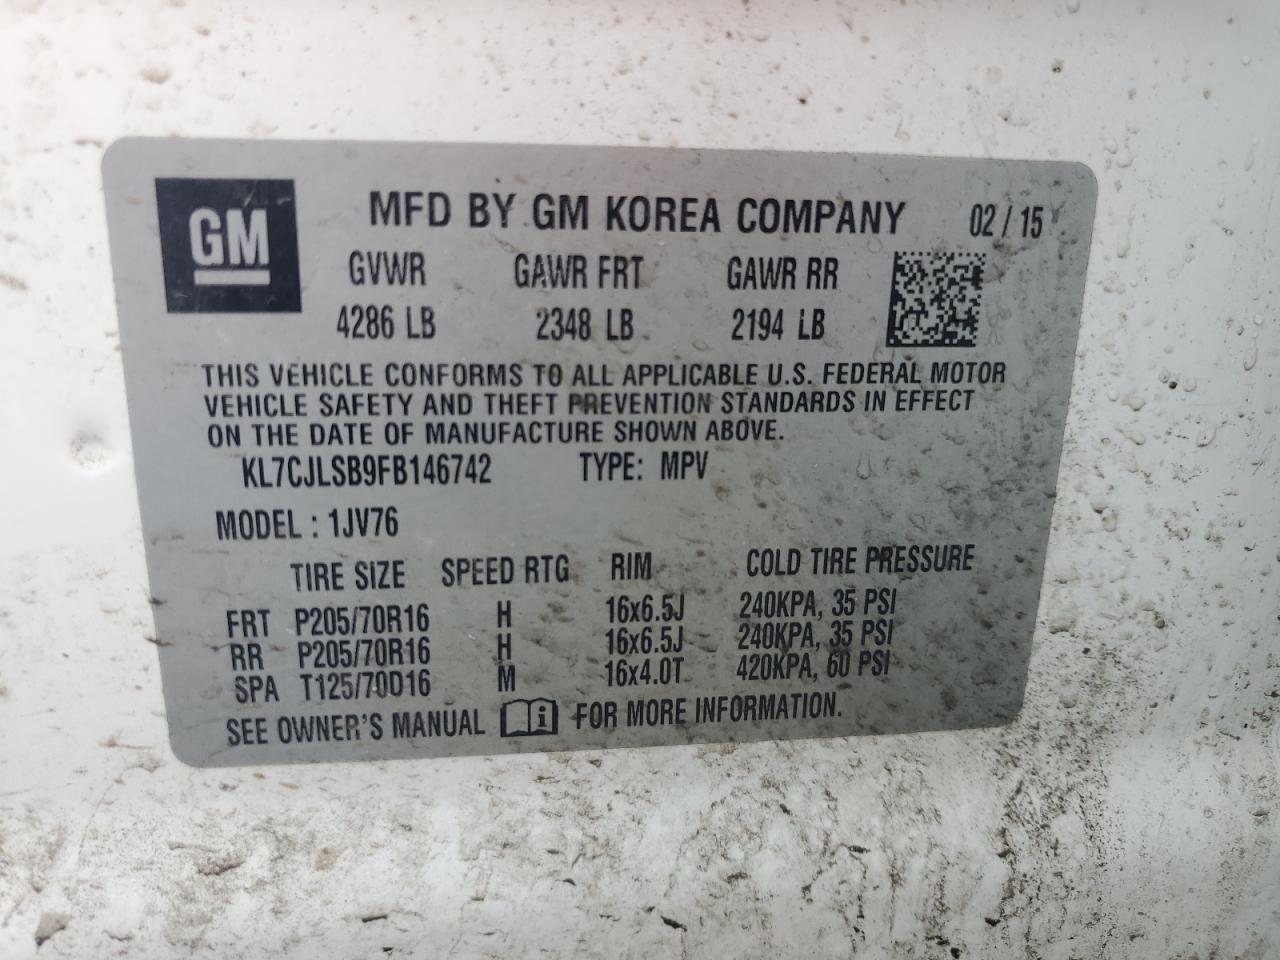 GM
MFD BY GM KOREA COMPANY 02 / 15
GVWR GAWR FRT GAWR RR
4286 LB 2348 LB 2194 LB
THIS VEHICLE CONFORMS TO ALL APPLICABLE U.S. FEDERAL MOTOR
VEHICLE SAFETY AND THEFT PREVENTION STANDARDS IN EFFECT
ON THE DATE OF MANUFACTURE SHOWN ABOVE.
KL7CJLSB9FB146742 TYPE: MPV
MODEL : 1JV76
TIRE SIZE SPEED RTG RIM COLD TIRE PRESSURE
FRT P205/70R16 H 16x6.5J 240KPA, 35 PSI
RR P205/70R16 H 16x6.5J 240KPA, 35 PSI
SPA T125/70D16 M 16x4.0T 420KPA, 60 PSI
SEE OWNER'S MANUAL i FOR MORE INFORMATION.